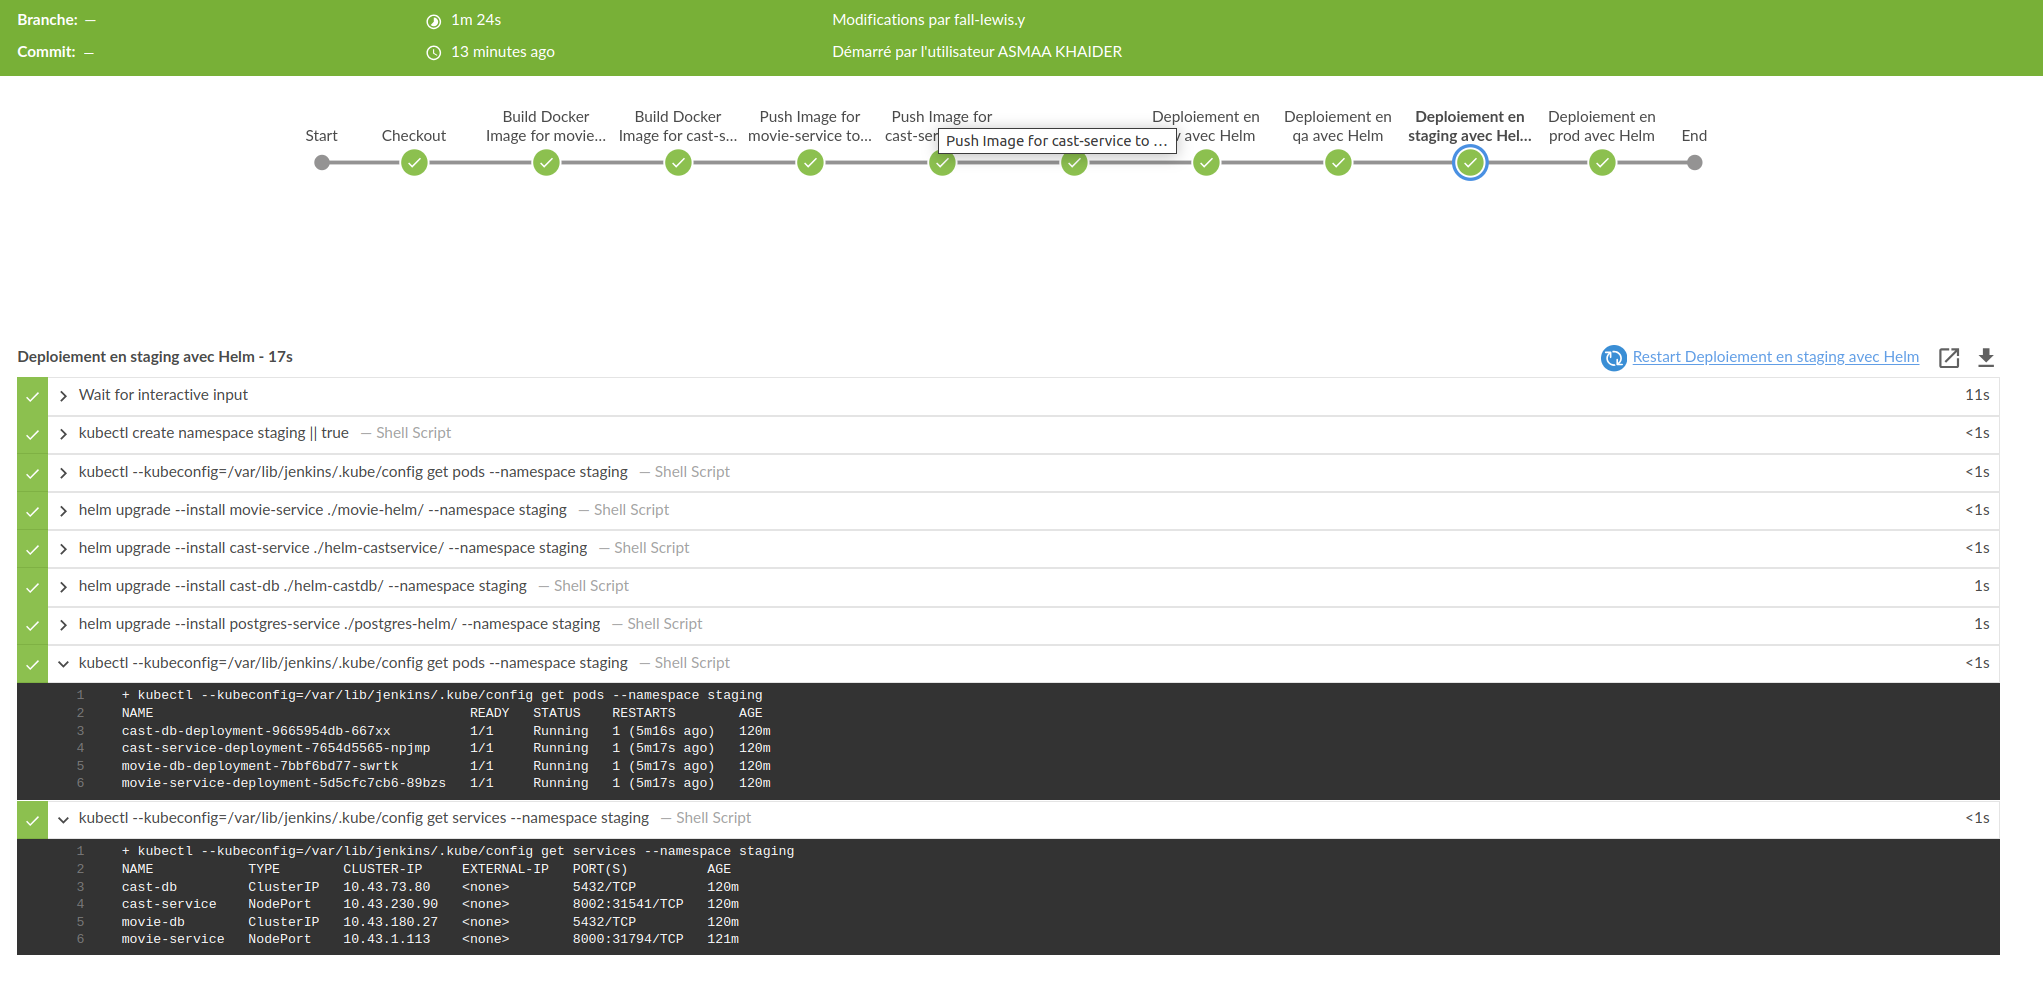 Branche: —
1m 24s
Modifications par fall-lewis.y
Commit: —
13 minutes ago
Démarré par l'utilisateur ASMAA KHAIDER
Start
Checkout
Build Docker
Image for movie...
Build Docker
Image for cast-s...
Push Image for
movie-service to...
Push Image for
cast-ser
Push Image for cast-service to ...
Deploiement en
avec Helm
Deploiement en
qa avec Helm
Deploiement en
staging avec Hel...
Deploiement en
prod avec Helm
End
Deploiement en staging avec Helm - 17s
Restart Deploiement en staging avec Helm
Wait for interactive input 11s
kubectl create namespace staging || true — Shell Script <1s
kubectl --kubeconfig=/var/lib/jenkins/.kube/config get pods --namespace staging — Shell Script <1s
helm upgrade --install movie-service ./movie-helm/ --namespace staging — Shell Script <1s
helm upgrade --install cast-service ./helm-castservice/ --namespace staging — Shell Script <1s
helm upgrade --install cast-db ./helm-castdb/ --namespace staging — Shell Script 1s
helm upgrade --install postgres-service ./postgres-helm/ --namespace staging — Shell Script 1s
kubectl --kubeconfig=/var/lib/jenkins/.kube/config get pods --namespace staging — Shell Script <1s
1 + kubectl --kubeconfig=/var/lib/jenkins/.kube/config get pods --namespace staging
2 NAME READY STATUS RESTARTS AGE
3 cast-db-deployment-9665954db-667xx 1/1 Running 1 (5m16s ago) 120m
4 cast-service-deployment-7654d5565-npjmp 1/1 Running 1 (5m17s ago) 120m
5 movie-db-deployment-7bbf6bd77-swrtk 1/1 Running 1 (5m17s ago) 120m
6 movie-service-deployment-5d5cfc7cb6-89bzs 1/1 Running 1 (5m17s ago) 120m
kubectl --kubeconfig=/var/lib/jenkins/.kube/config get services --namespace staging — Shell Script <1s
1 + kubectl --kubeconfig=/var/lib/jenkins/.kube/config get services --namespace staging
2 NAME TYPE CLUSTER-IP EXTERNAL-IP PORT(S) AGE
3 cast-db ClusterIP 10.43.73.80 <none> 5432/TCP 120m
4 cast-service NodePort 10.43.230.90 <none> 8002:31541/TCP 120m
5 movie-db ClusterIP 10.43.180.27 <none> 5432/TCP 120m
6 movie-service NodePort 10.43.1.113 <none> 8000:31794/TCP 121m